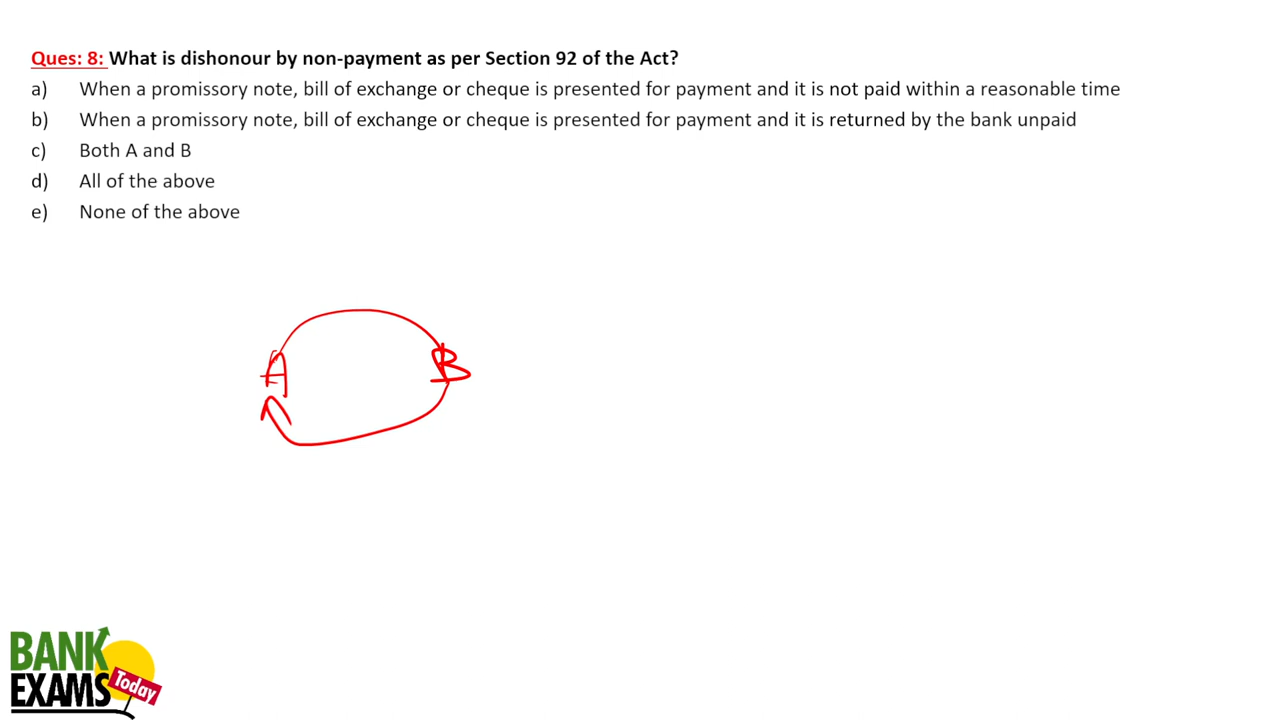 Ques: 8: What is dishonour by non-payment as per Section 92 of the Act?
a) When a promissory note, bill of exchange or cheque is presented for payment and it is not paid within a reasonable time
b) When a promissory note, bill of exchange or cheque is presented for payment and it is returned by the bank unpaid
c) Both A and B
d) All of the above
e) None of the above
A B
BANK
EXAMS Today